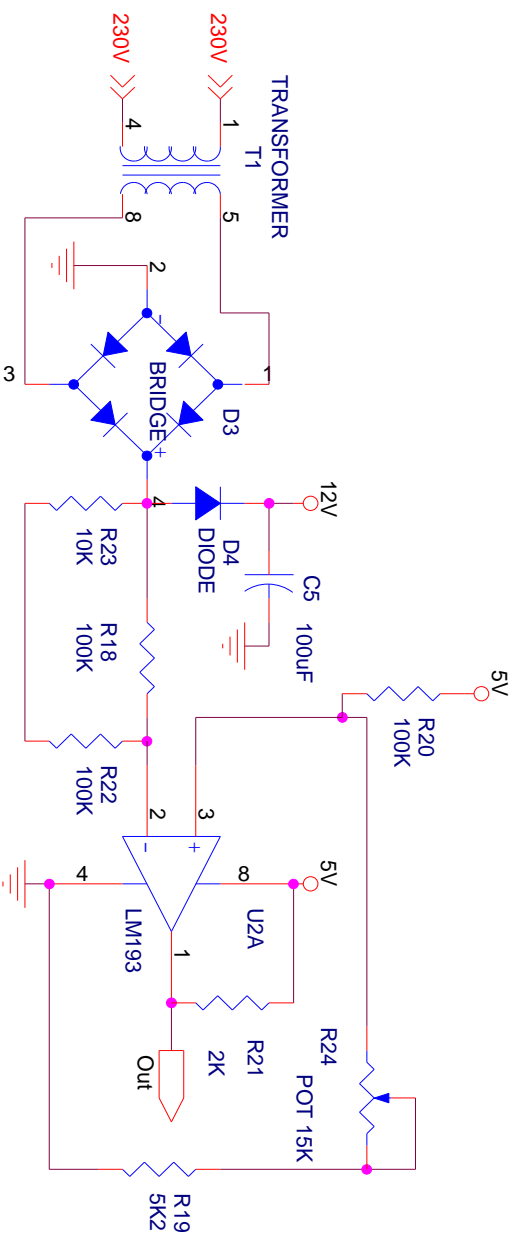 TRANSFORMER
T1
230V
230V
1
4
5
8
2
1
3
4
-
+
BRIDGE
D3
12V
D4
DIODE
C5
100uF
R23
10K
R18
100K
R22
100K
5V
R20
100K
2
3
-
+
4
8
1
5V
U2A
LM193
R21
2K
Out
R24
POT 15K
R19
5K2